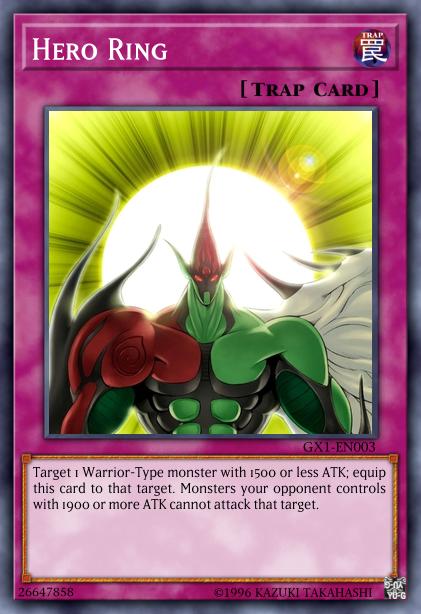 HERO RING
TRAP
罠
[TRAP CARD]
GX1-EN003
Target 1 Warrior-Type monster with 1500 or less ATK; equip
this card to that target. Monsters your opponent controls
with 1900 or more ATK cannot attack that target.
26647858
©1996 KAZUKI TAKAHASHI